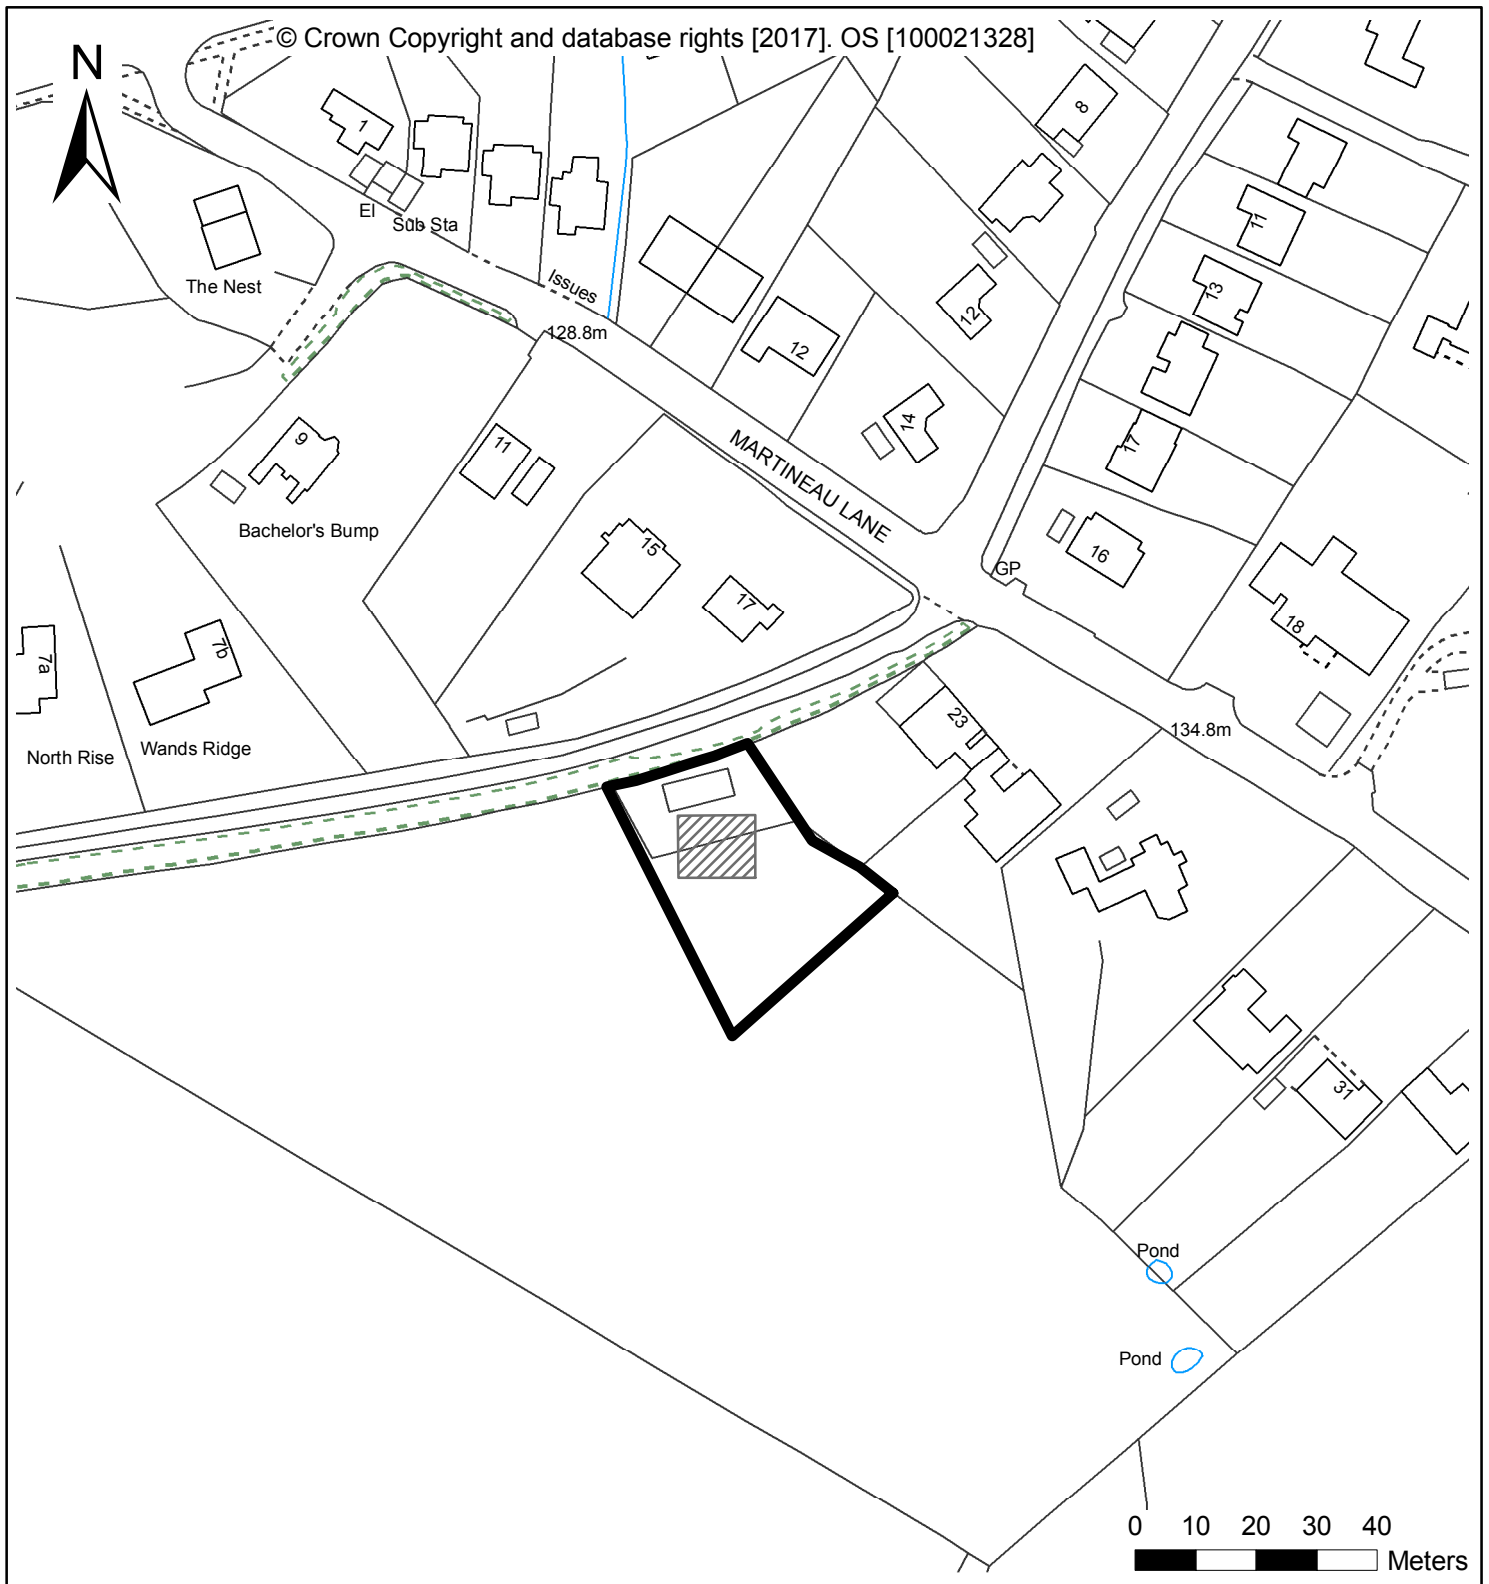 © Crown Copyright and database rights [2017]. OS [100021328]
N
1
8
El
Sub Sta
11
The Nest
Issues
13
128.8m
12
12
14
MARTINEAU LANE
17
9
11
Bachelor's Bump
15
16
GP
17
18
7a
7b
23
134.8m
North Rise
Wands Ridge
31
Pond
Pond
0 10 20 30 40
Meters